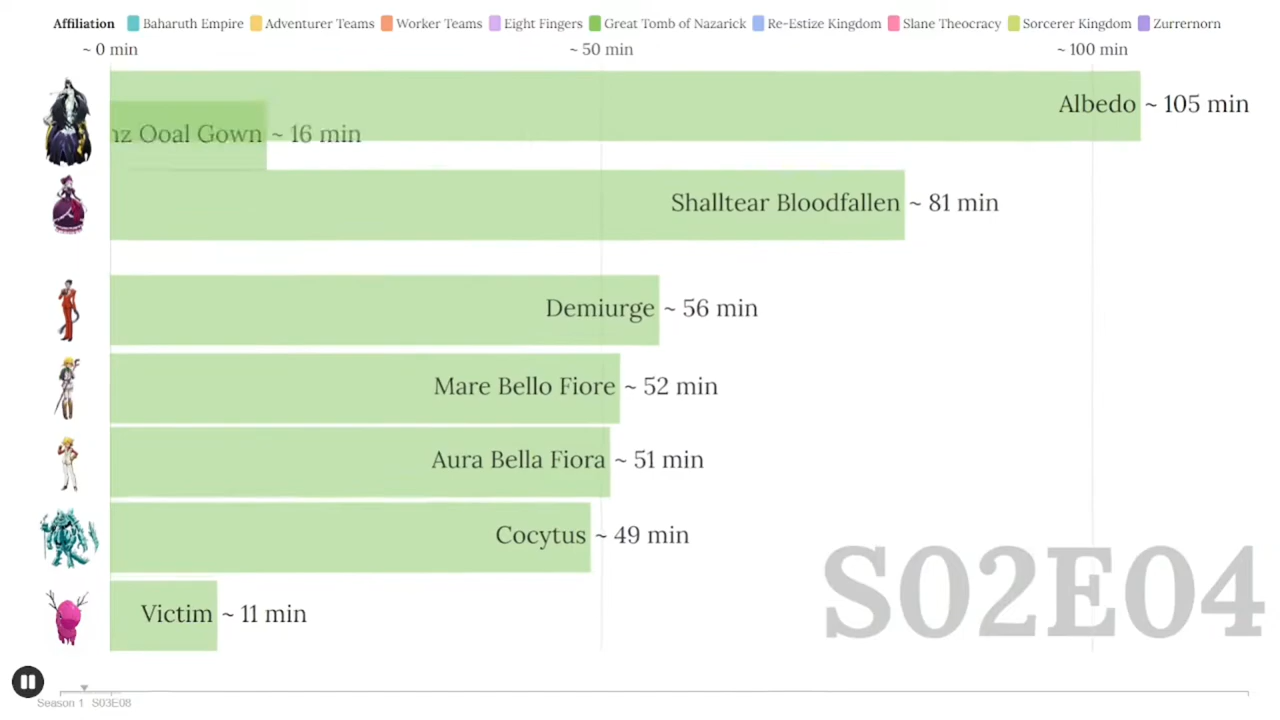 Affiliation Baharuth Empire Adventurer Teams Worker Teams Eight Fingers Great Tomb of Nazarick Re-Estize Kingdom Slane Theocracy Sorcerer Kingdom Zurrernorn
~ 0 min ~ 50 min ~ 100 min
Albedo ~ 105 min
nz Ooal Gown ~ 16 min
Shalltear Bloodfallen ~ 81 min
Demiurge ~ 56 min
Mare Bello Fiore ~ 52 min
Aura Bella Fiora ~ 51 min
Cocytus ~ 49 min
Victim ~ 11 min
S02E04
Season 1 S03E08